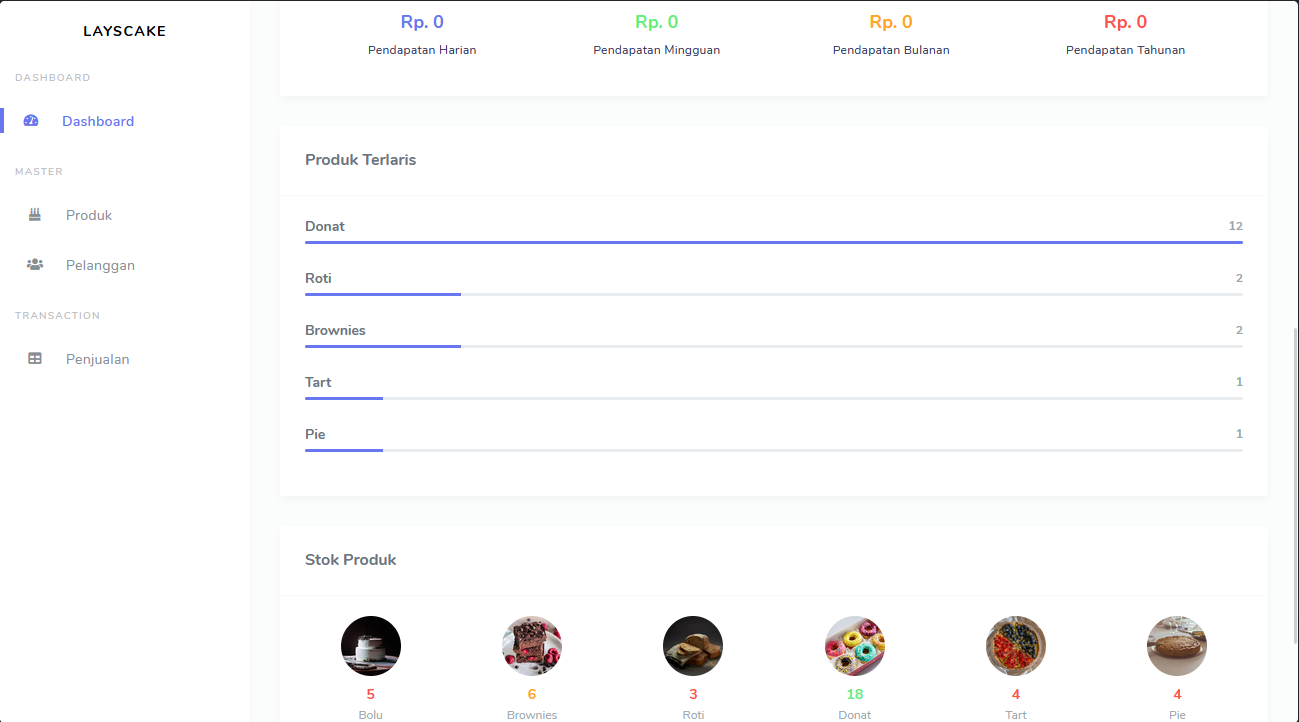 LAYSCAKE
DASHBOARD
Dashboard
MASTER
Produk
Pelanggan
TRANSACTION
Penjualan
Rp. 0 Rp. 0 Rp. 0 Rp. 0
Pendapatan Harian Pendapatan Mingguan Pendapatan Bulanan Pendapatan Tahunan
Produk Terlaris
Donat 12
Roti 2
Brownies 2
Tart 1
Pie 1
Stok Produk
5 6 3 18 4 4
Bolu Brownies Roti Donat Tart Pie